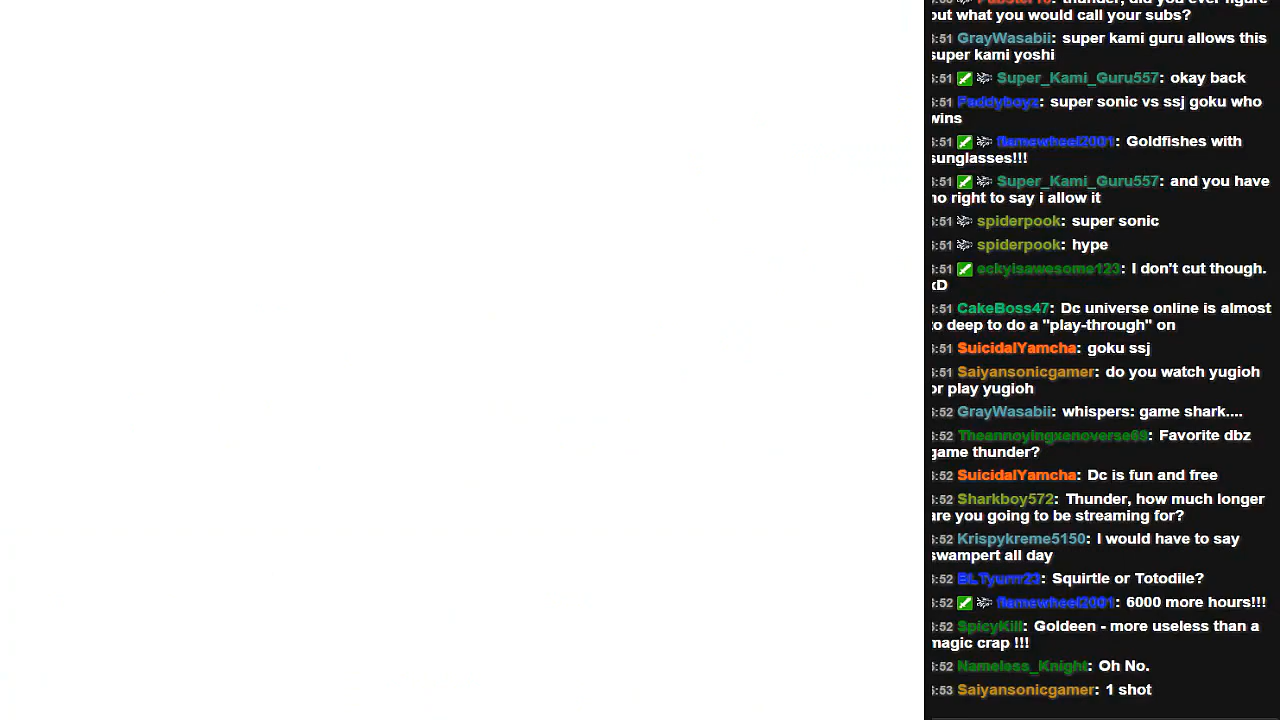 thunder, did you ever figure
out what you would call your subs?
:51 GrayWasabii: super kami guru allows this
super kami yoshi
:51 Super_Kami_Guru557: okay back
:51 Faddyboyz: super sonic vs ssj goku who
wins
:51 flamewheel2001: Goldfishes with
sunglasses!!!
:51 Super_Kami_Guru557: and you have
no right to say i allow it
:51 spiderpook: super sonic
:51 spiderpook: hype
:51 eckyisawesome123: I don't cut though.
xD
:51 CakeBoss47: Dc universe online is almost
to deep to do a "play-through" on
:51 SuicidalYamcha: goku ssj
:51 Saiyansonicgamer: do you watch yugioh
or play yugioh
:52 GrayWasabii: whispers: game shark....
:52 Theannoyingxenoverse69: Favorite dbz
game thunder?
:52 SuicidalYamcha: Dc is fun and free
:52 Sharkboy572: Thunder, how much longer
are you going to be streaming for?
:52 Krispykreme5150: I would have to say
swampert all day
:52 BLTyurrr23: Squirtle or Totodile?
:52 flamewheel2001: 6000 more hours!!!
:52 SpicyKill: Goldeen - more useless than a
magic crap !!!
:52 Nameless_Knight: Oh No.
:53 Saiyansonicgamer: 1 shot